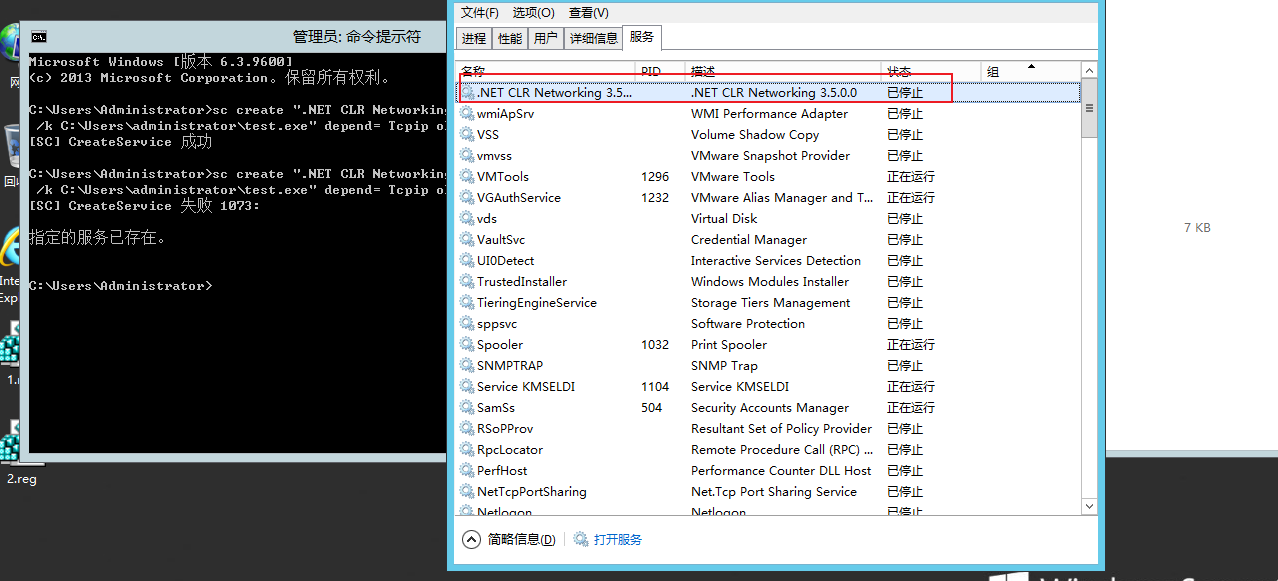 管理员: 命令提示符
Microsoft Windows [版本 6.3.9600]
(c) 2013 Microsoft Corporation。保留所有权利。
C:\Users\Administrator>sc create ".NET CLR Networking
/k C:\Users\administrator\test.exe" depend= Tcpip
[SC] CreateService 成功
C:\Users\Administrator>sc create ".NET CLR Networking
/k C:\Users\administrator\test.exe" depend= Tcpip
[SC] CreateService 失败 1073:
指定的服务已存在。
C:\Users\Administrator>
网
回
Inte
Exp
1.
2.reg
文件(F) 选项(O) 查看(V)
进程 性能 用户 详细信息 服务
名称 PID 描述 状态 组
.NET CLR Networking 3.5... .NET CLR Networking 3.5.0.0 已停止
wmiApSrv WMI Performance Adapter 已停止
VSS Volume Shadow Copy 已停止
vmvss VMware Snapshot Provider 已停止
VMTools 1296 VMware Tools 正在运行
VGAuthService 1232 VMware Alias Manager and T... 正在运行
vds Virtual Disk 已停止
VaultSvc Credential Manager 已停止
UI0Detect Interactive Services Detection 已停止
TrustedInstaller Windows Modules Installer 已停止
TieringEngineService Storage Tiers Management 已停止
sppsvc Software Protection 已停止
Spooler 1032 Print Spooler 正在运行
SNMPTRAP SNMP Trap 已停止
Service KMSELDI 1104 Service KMSELDI 正在运行
SamSs 504 Security Accounts Manager 正在运行
RSoPProv Resultant Set of Policy Provider 已停止
RpcLocator Remote Procedure Call (RPC) ... 已停止
PerfHost Performance Counter DLL Host 已停止
NetTcpPortSharing Net.Tcp Port Sharing Service 已停止
Netlogon Netlogon 已停止
简略信息(D) 打开服务
7 KB